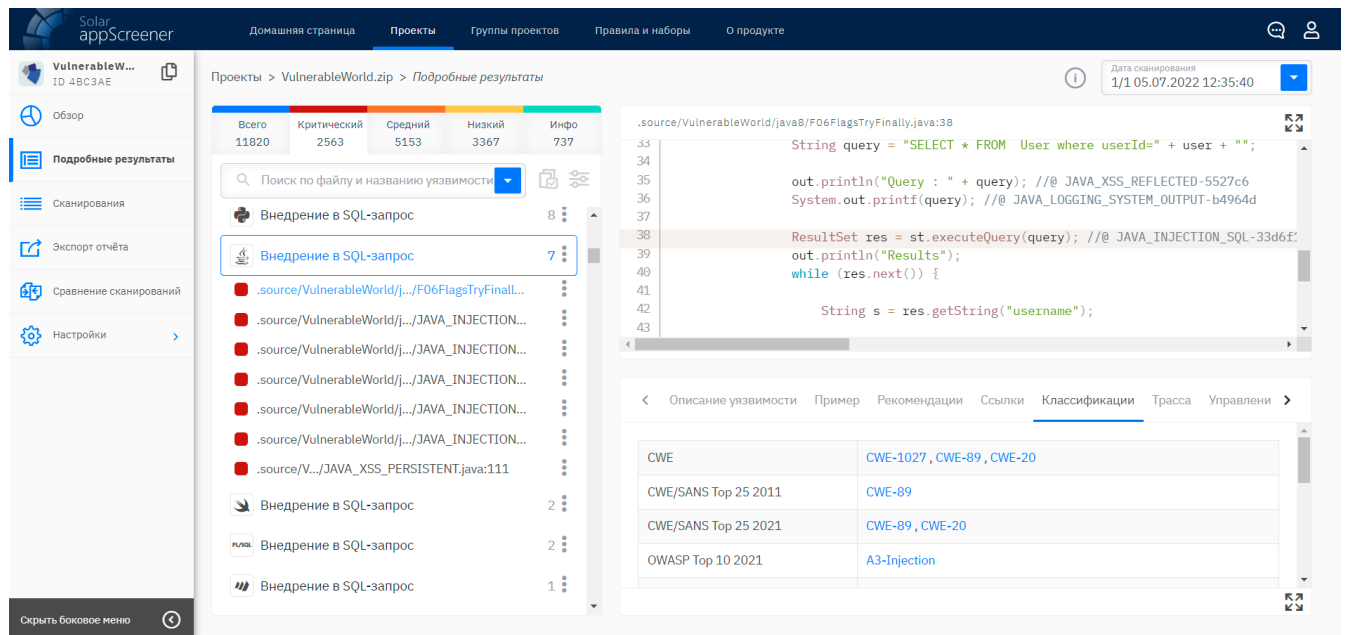 Solar
appScreener
Домашняя страница
Проекты
Группы проектов
Правила и наборы
О продукте
VulnerableW...
ID 4BC3AE
Обзор
Подробные результаты
Сканирования
Экспорт отчёта
Сравнение сканирований
Настройки
Скрыть боковое меню
Проекты > VulnerableWorld.zip > Подробные результаты
Дата сканирования
1/1 05.07.2022 12:35:40
Всего Критический Средний Низкий Инфо
11820 2563 5153 3367 737
Поиск по файлу и названию уязвимости
Внедрение в SQL-запрос 8
Внедрение в SQL-запрос 7
.source/VulnerableWorld/j.../F06FlagsTryFinall...
.source/VulnerableWorld/j.../JAVA_INJECTION...
.source/VulnerableWorld/j.../JAVA_INJECTION...
.source/VulnerableWorld/j.../JAVA_INJECTION...
.source/VulnerableWorld/j.../JAVA_INJECTION...
.source/VulnerableWorld/j.../JAVA_INJECTION...
.source/V.../JAVA_XSS_PERSISTENT.java:111
Внедрение в SQL-запрос 2
PL/SQL Внедрение в SQL-запрос 2
Внедрение в SQL-запрос 1
.source/VulnerableWorld/java8/F06FlagsTryFinally.java:38
33 String query = "SELECT * FROM  User where userId=" + user + "";
34
35 out.println("Query : " + query); //@ JAVA_XSS_REFLECTED-5527c6
36 System.out.printf(query); //@ JAVA_LOGGING_SYSTEM_OUTPUT-b4964d
37
38 ResultSet res = st.executeQuery(query); //@ JAVA_INJECTION_SQL-33d6f1
39 out.println("Results");
40 while (res.next()) {
41
42 String s = res.getString("username");
43
Описание уязвимости Пример Рекомендации Ссылки Классификации Трасса Управлени
CWE CWE-1027 , CWE-89 , CWE-20
CWE/SANS Top 25 2011 CWE-89
CWE/SANS Top 25 2021 CWE-89 , CWE-20
OWASP Top 10 2021 A3-Injection